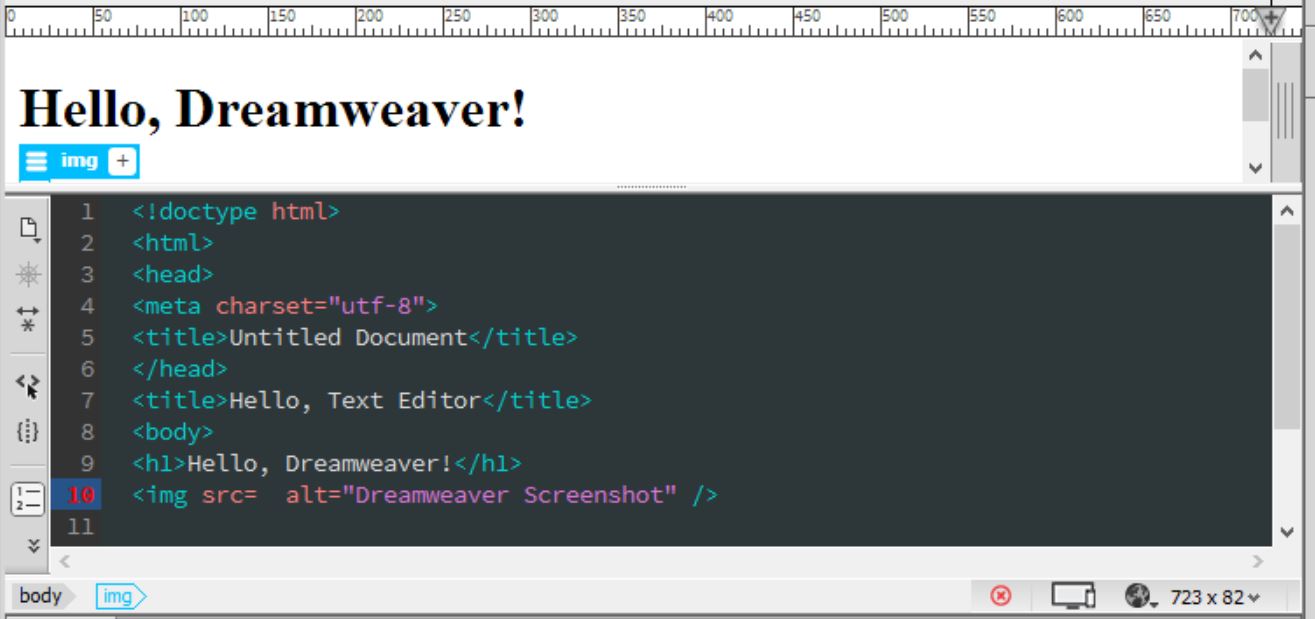 0 50 100 150 200 250 300 350 400 450 500 550 600 650 700
Hello, Dreamweaver!
img +
1 <!doctype html>
2 <html>
3 <head>
4 <meta charset="utf-8">
5 <title>Untitled Document</title>
6 </head>
7 <title>Hello, Text Editor</title>
8 <body>
9 <h1>Hello, Dreamweaver!</h1>
10 <img src=  alt="Dreamweaver Screenshot" />
11
body img 723 x 82